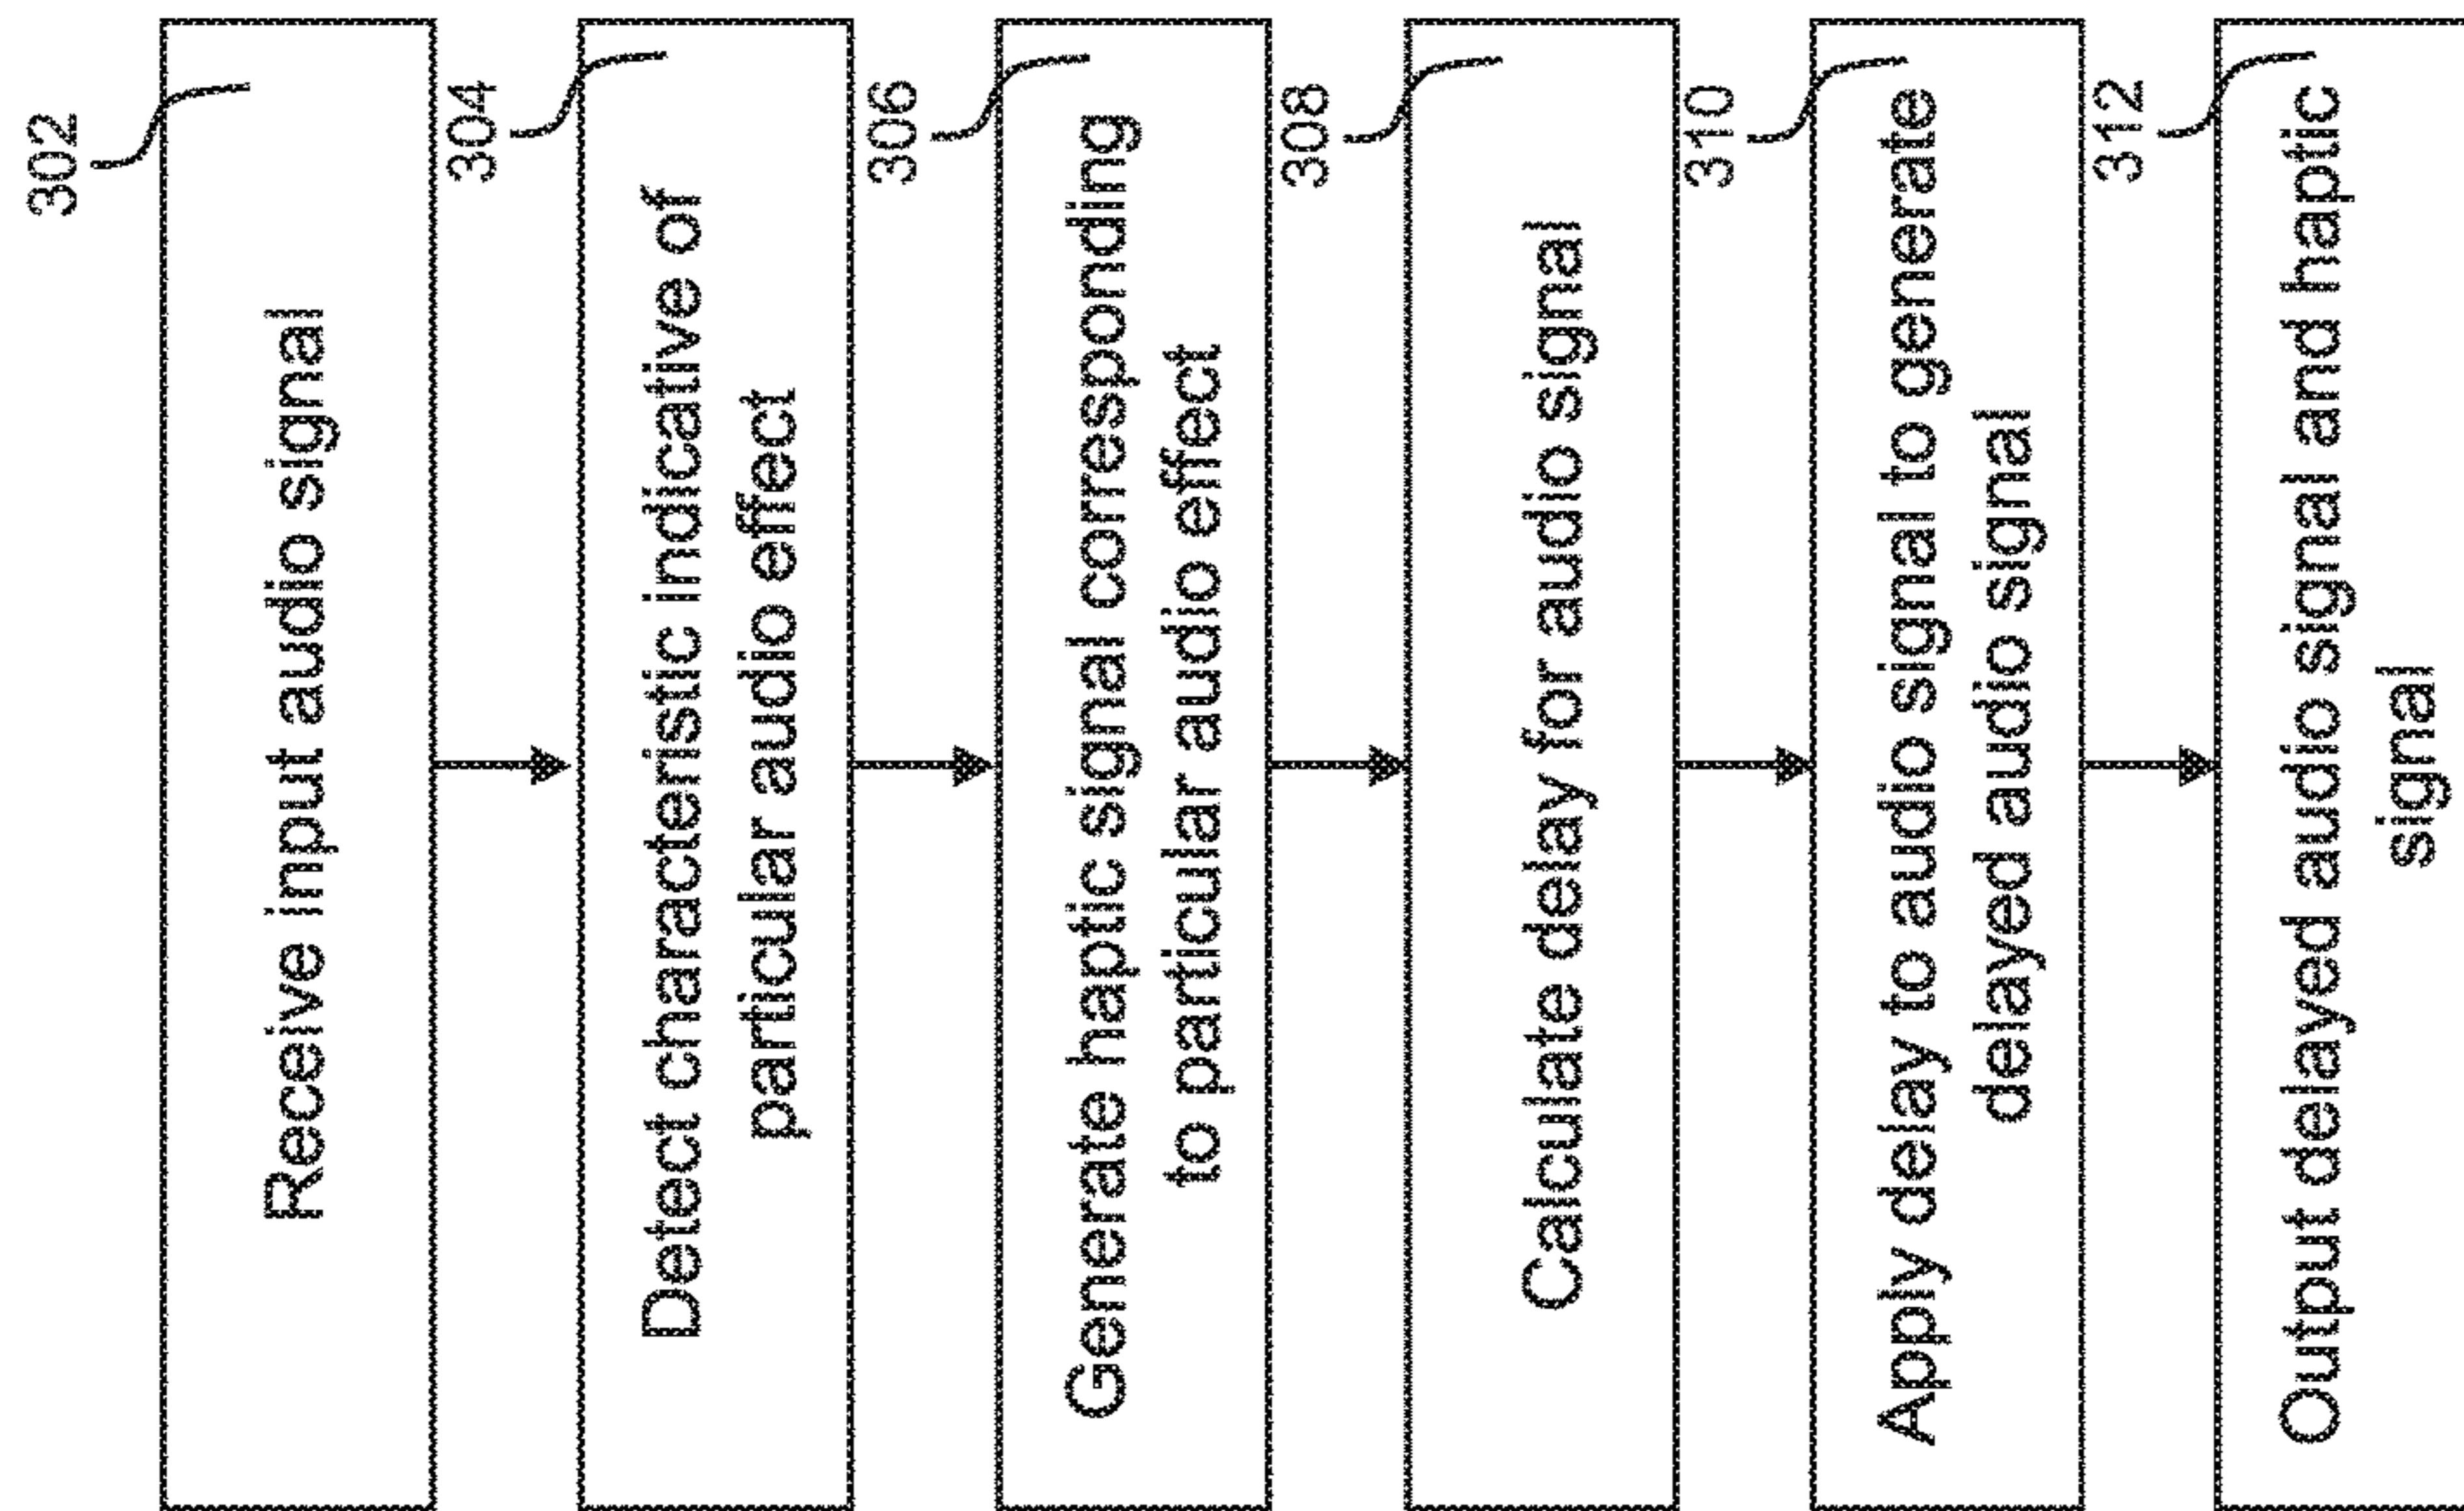 302
Receive input audio signal
304
Detect characteristic indicative of
particular audio effect
306
Generate haptic signal corresponding
to particular audio effect
308
Calculate delay for audio signal
310
Apply delay to audio signal to generate
delayed audio signal
312
Output delayed audio signal and haptic
signal